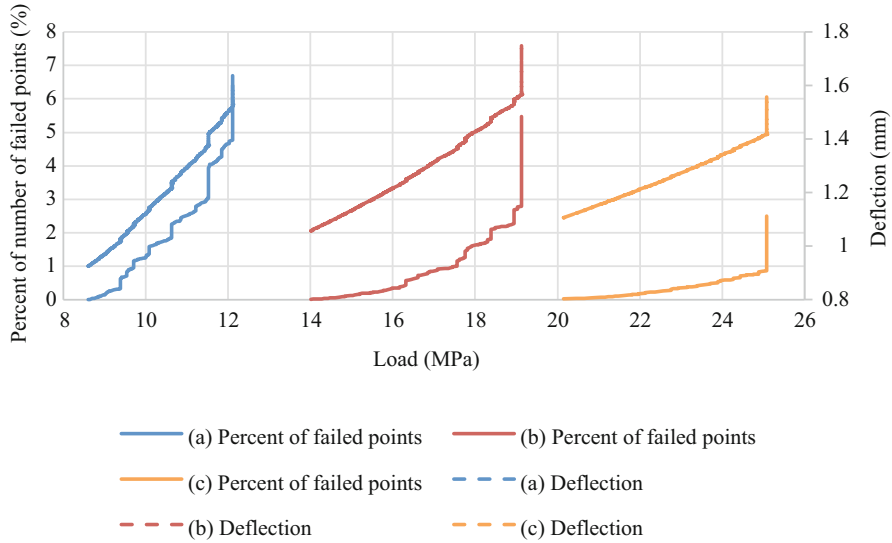 Percent of number of failed points (%)
8
7
6
5
4
3
2
1
0
1.8
1.6
1.4
1.2
1
0.8
Deflction (mm)
8 10 12 14 16 18 20 22 24 26
Load (MPa)
(a) Percent of failed points (b) Percent of failed points
(c) Percent of failed points (a) Deflection
(b) Deflection (c) Deflection